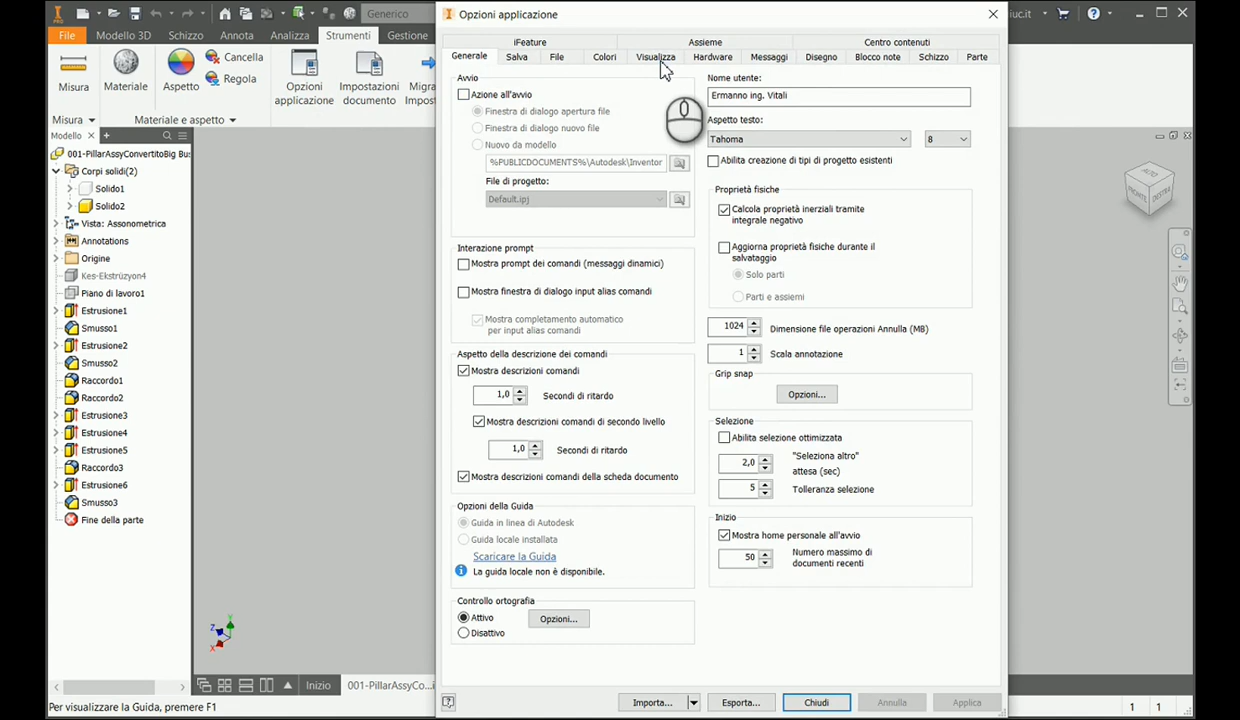 PRO
Generico
Opzioni applicazione
iuc.it
File
Modello 3D
Schizzo
Annota
Analizza
Strumenti
Gestione
iFeature
Assieme
Centro contenuti
Generale
Salva
File
Colori
Visualizza
Hardware
Messaggi
Disegno
Blocco note
Schizzo
Parte
Misura
Materiale
Aspetto
Cancella
Regola
Opzioni
applicazione
Impostazioni
documento
Migra
Impost
Misura
Materiale e aspetto
Modello
001-PillarAssyConvertitoBig Bus
Corpi solidi(2)
Solido1
Solido2
Vista: Assonometrica
Annotations
Origine
Kes-Ekstrüzyon4
Piano di lavoro1
Estrusione1
Smusso1
Estrusione2
Smusso2
Raccordo1
Raccordo2
Estrusione3
Estrusione4
Estrusione5
Raccordo3
Estrusione6
Smusso3
Fine della parte
Avvio
Azione all'avvio
Finestra di dialogo apertura file
Finestra di dialogo nuovo file
Nuovo da modello
%PUBLICDOCUMENTS%\Autodesk\Inventor
File di progetto:
Default.ipj
Interazione prompt
Mostra prompt dei comandi (messaggi dinamici)
Mostra finestra di dialogo input alias comandi
Mostra completamento automatico
per input alias comandi
Aspetto della descrizione dei comandi
Mostra descrizioni comandi
1,0 Secondi di ritardo
Mostra descrizioni comandi di secondo livello
1,0 Secondi di ritardo
Mostra descrizioni comandi della scheda documento
Opzioni della Guida
Guida in linea di Autodesk
Guida locale installata
Scaricare la Guida
La guida locale non è disponibile.
Controllo ortografia
Attivo
Opzioni...
Disattivo
Nome utente:
Ermanno ing. Vitali
Aspetto testo:
Tahoma
8
Abilita creazione di tipi di progetto esistenti
Proprietà fisiche
Calcola proprietà inerziali tramite
integrale negativo
Aggiorna proprietà fisiche durante il
salvataggio
Solo parti
Parti e assiemi
1024 Dimensione file operazioni Annulla (MB)
1 Scala annotazione
Grip snap
Opzioni...
Selezione
Abilita selezione ottimizzata
2,0 "Seleziona altro"
attesa (sec)
5 Tolleranza selezione
Inizio
Mostra home personale all'avvio
50 Numero massimo di
documenti recenti
ALTO
FRONTE
DESTRA
Z
Y
X
Inizio
001-PillarAssyCo...i
Importa...
Esporta...
Chiudi
Annulla
Applica
Per visualizzare la Guida, premere F1
1
1